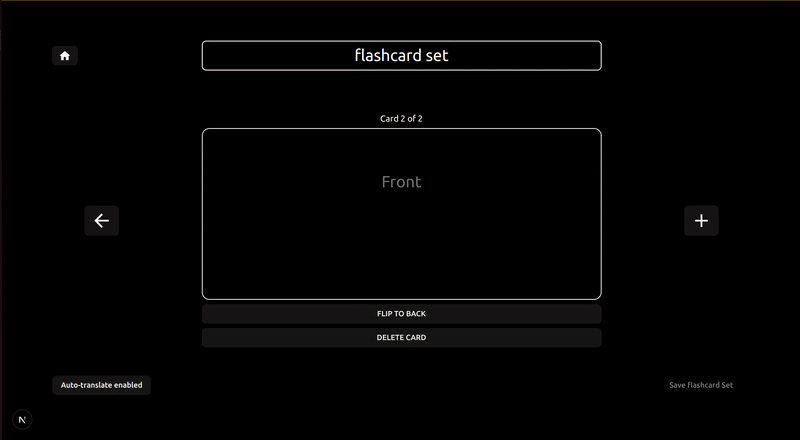 flashcard set
Card 2 of 2
Front
FLIP TO BACK
DELETE CARD
Auto-translate enabled
Save flashcard Set
N